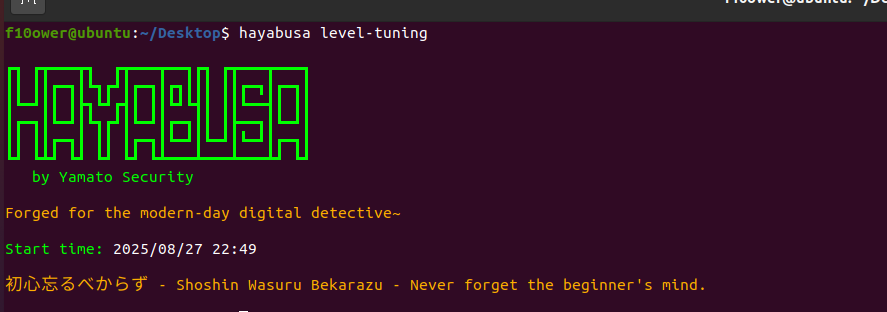 f10ower@ubuntu:~/Desktop$ hayabusa level-tuning
HAYABUSA
by Yamato Security
Forged for the modern-day digital detective~
Start time: 2025/08/27 22:49
初心忘るべからず - Shoshin Wasuru Bekarazu - Never forget the beginner's mind.